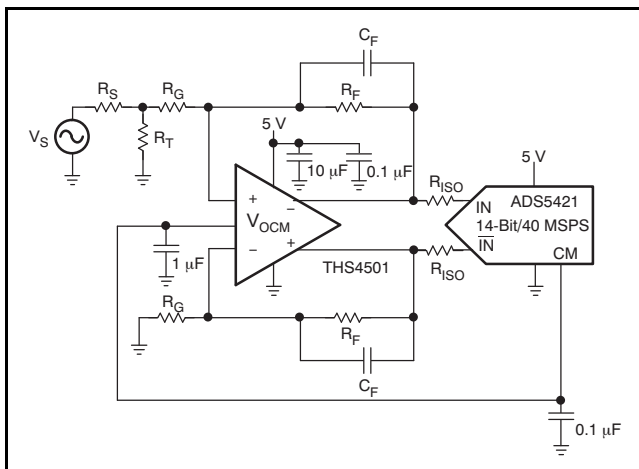 C_F
R_S
R_G
R_F
V_S
R_T
5 V
10 μF
0.1 μF
R_ISO
5 V
+
−
V_OCM
−
+
IN
ADS5421
14-Bit/40 MSPS
IN̅
CM
1 μF
THS4501
R_ISO
R_G
R_F
C_F
0.1 μF